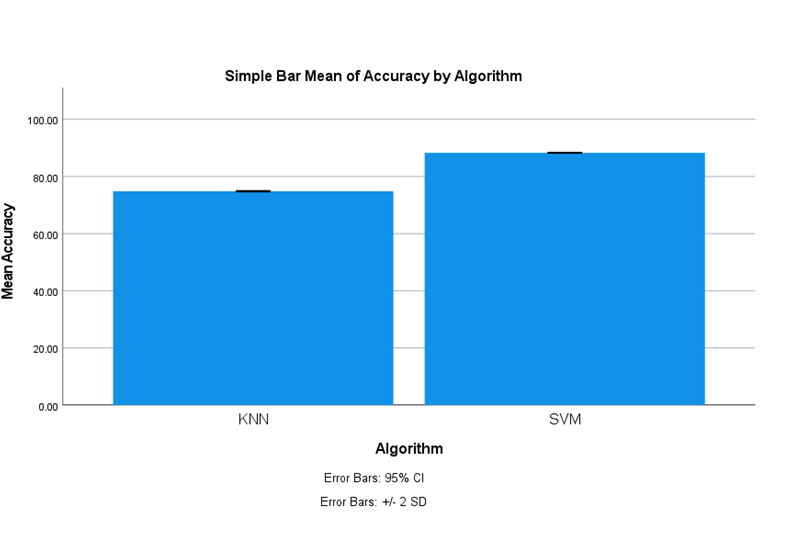 Simple Bar Mean of Accuracy by Algorithm
100.00
80.00
60.00
40.00
20.00
0.00
Mean Accuracy
KNN
SVM
Algorithm
Error Bars: 95% CI
Error Bars: +/- 2 SD